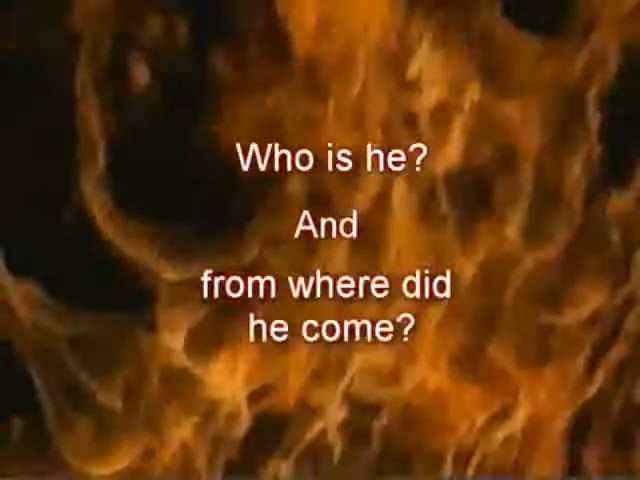 Who is he?
And
from where did
he come?